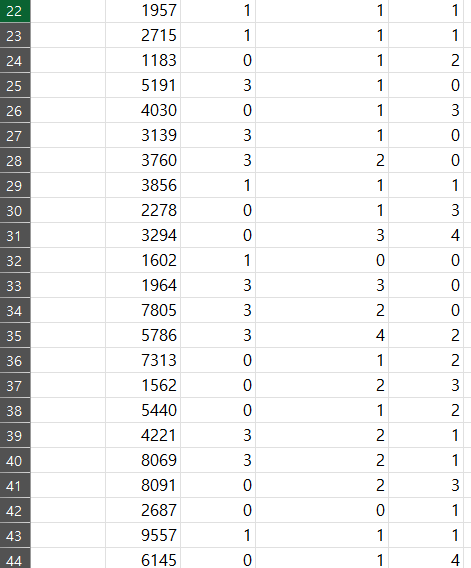 22 1957 1 1 1
23 2715 1 1 1
24 1183 0 1 2
25 5191 3 1 0
26 4030 0 1 3
27 3139 3 1 0
28 3760 3 2 0
29 3856 1 1 1
30 2278 0 1 3
31 3294 0 3 4
32 1602 1 0 0
33 1964 3 3 0
34 7805 3 2 0
35 5786 3 4 2
36 7313 0 1 2
37 1562 0 2 3
38 5440 0 1 2
39 4221 3 2 1
40 8069 3 2 1
41 8091 0 2 3
42 2687 0 0 1
43 9557 1 1 1
44 6145 0 1 4